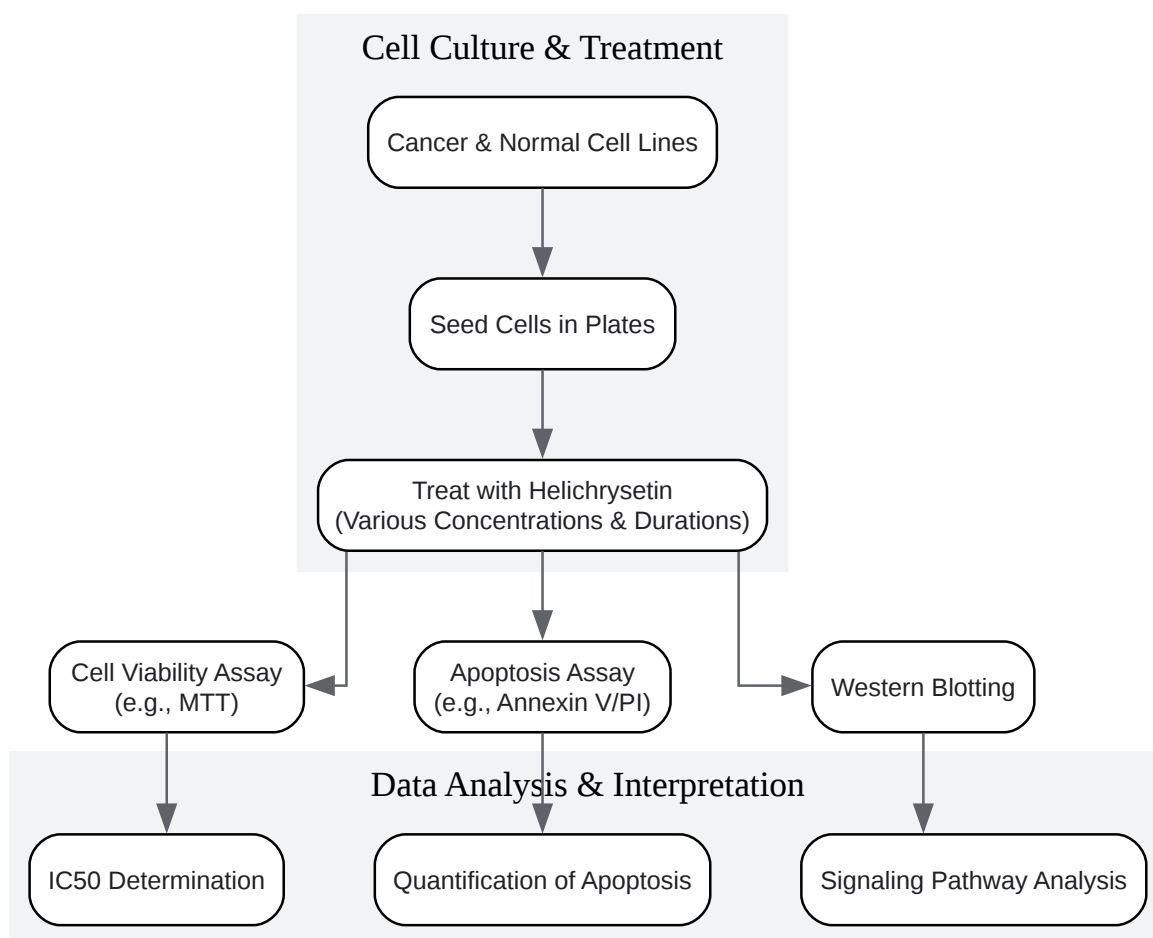 Cell Culture & Treatment
Cancer & Normal Cell Lines
Seed Cells in Plates
Treat with Helichrysetin
(Various Concentrations & Durations)
Cell Viability Assay
(e.g., MTT)
Apoptosis Assay
(e.g., Annexin V/PI)
Western Blotting
Data Analysis & Interpretation
IC50 Determination
Quantification of Apoptosis
Signaling Pathway Analysis